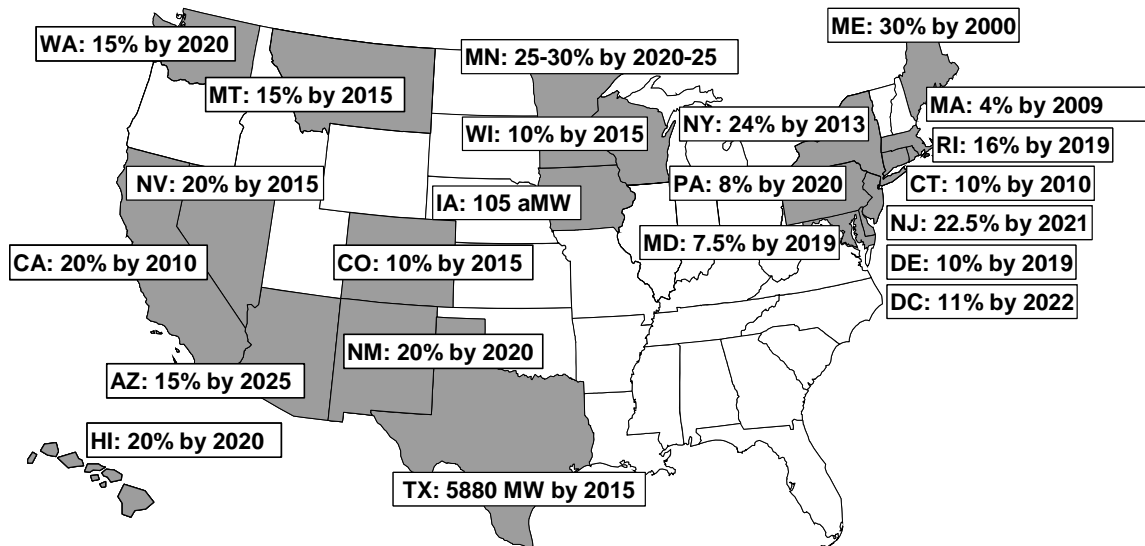 ME: 30% by 2000
WA: 15% by 2020
MN: 25-30% by 2020-25
MT: 15% by 2015
MA: 4% by 2009
WI: 10% by 2015
NY: 24% by 2013
RI: 16% by 2019
NV: 20% by 2015
IA: 105 aMW
PA: 8% by 2020
CT: 10% by 2010
NJ: 22.5% by 2021
MD: 7.5% by 2019
CA: 20% by 2010
CO: 10% by 2015
DE: 10% by 2019
DC: 11% by 2022
NM: 20% by 2020
AZ: 15% by 2025
HI: 20% by 2020
TX: 5880 MW by 2015